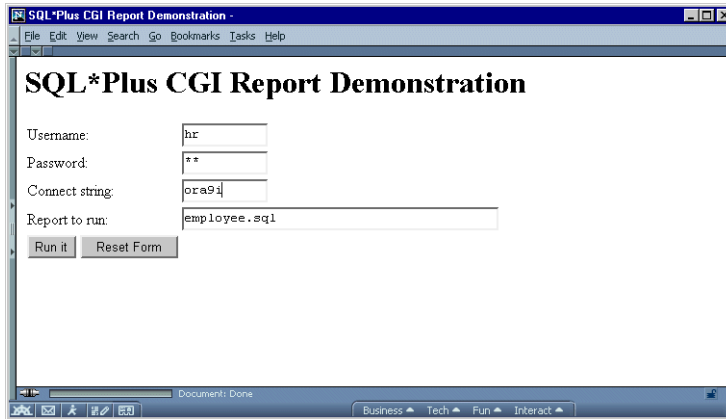 SQL*Plus CGI Report Demonstration -
File Edit View Search Go Bookmarks Tasks Help
SQL*Plus CGI Report Demonstration
Username: hr
Password: **
Connect string: ora9i
Report to run: employee.sql
Run it Reset Form
Document: Done
Business Tech Fun Interact